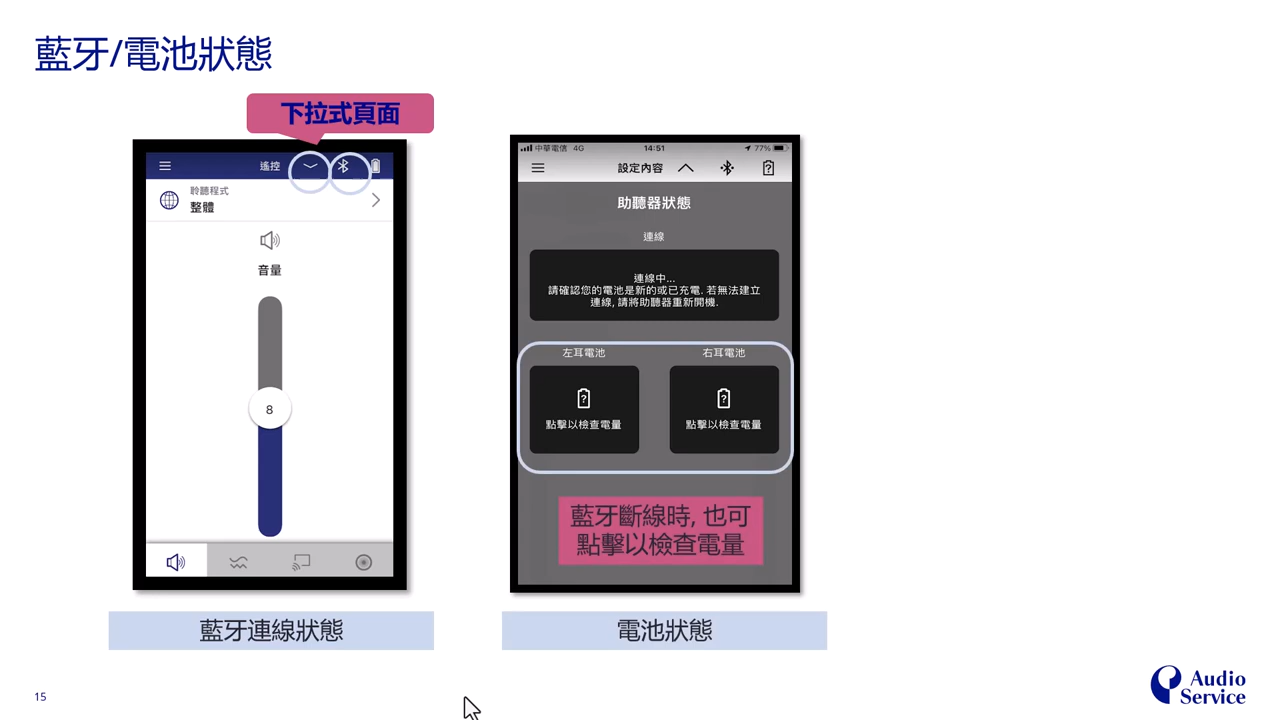 藍牙/電池狀態
下拉式頁面
遙控
聆聽程式
整體
音量
8
藍牙連線狀態
中華電信 4G 14:51 77%
設定內容
助聽器狀態
連線
連線中...
請確認您的電池是新的或已充電. 若無法建立
連線, 請將助聽器重新開機.
左耳電池 右耳電池
點擊以檢查電量 點擊以檢查電量
藍牙斷線時, 也可
點擊以檢查電量
電池狀態
15
Audio
Service